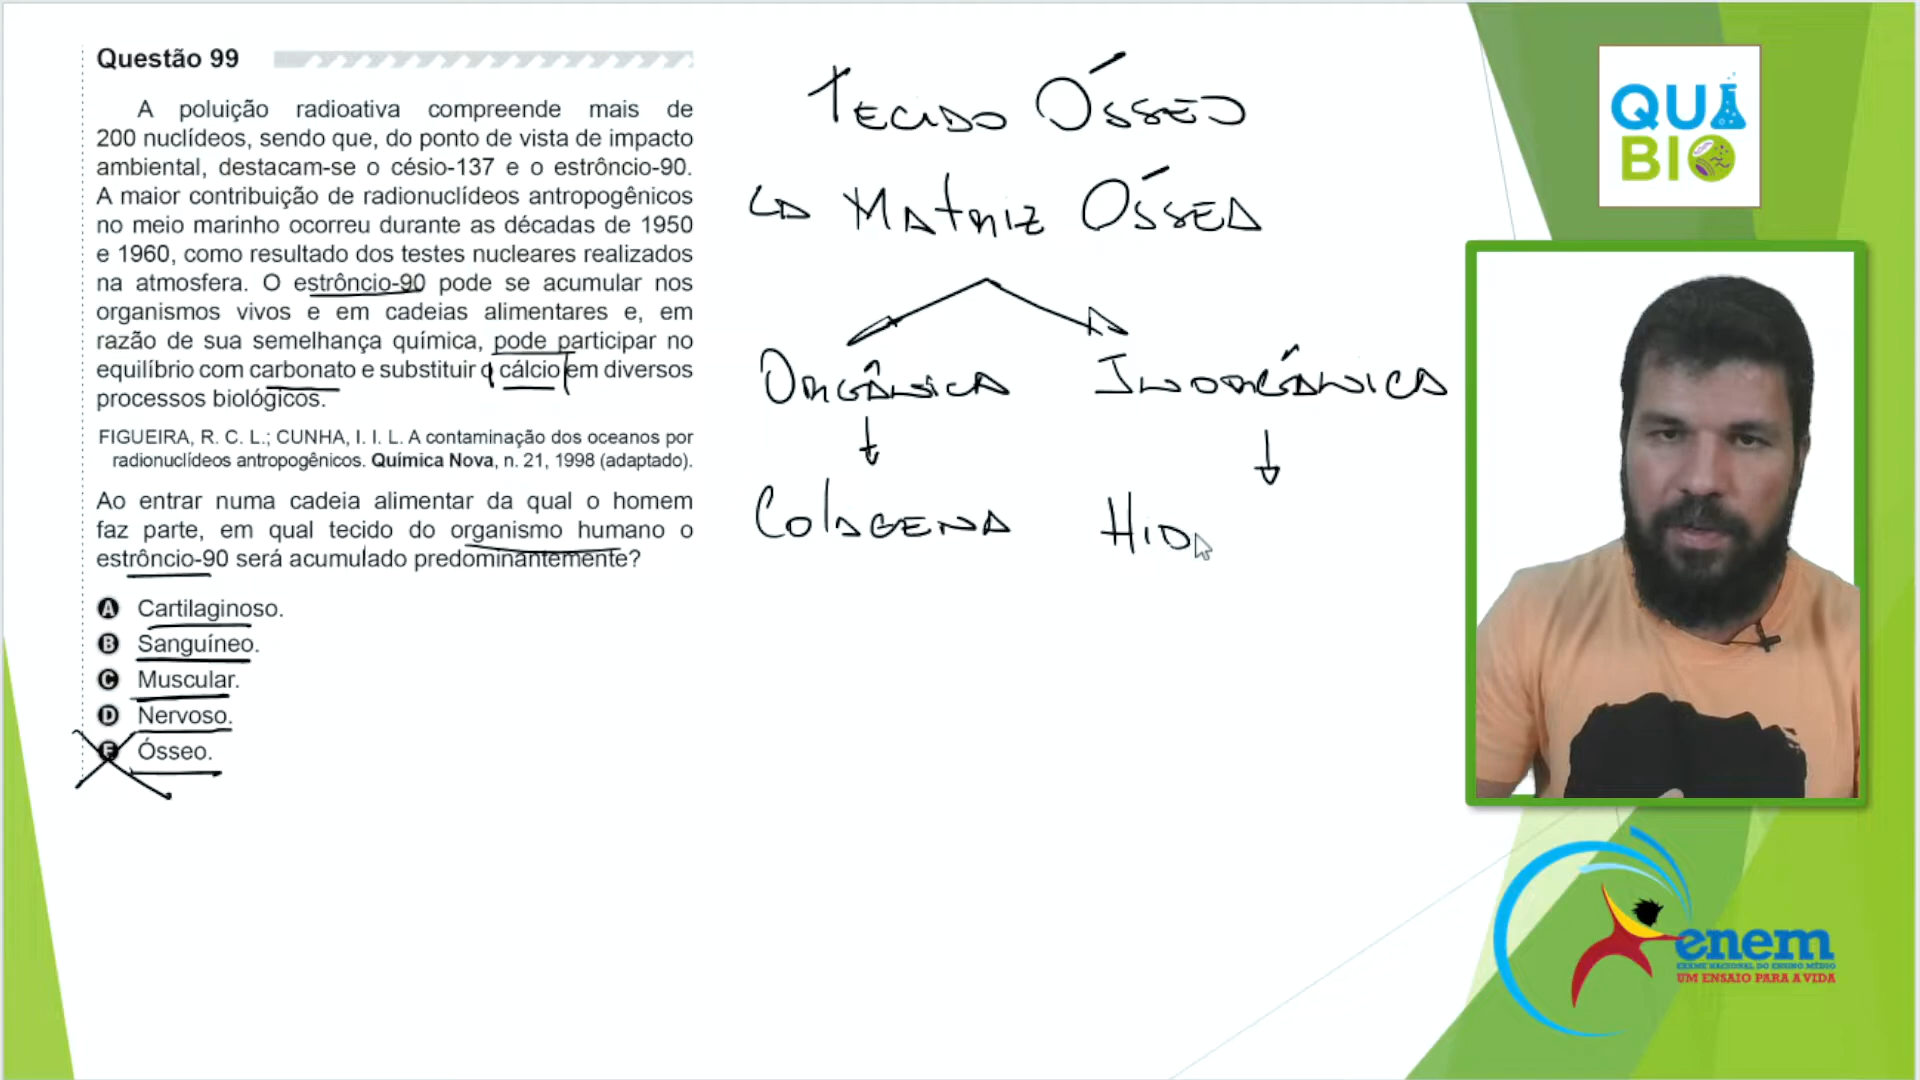 Questão 99
A poluição radioativa compreende mais de
200 nuclídeos, sendo que, do ponto de vista de impacto
ambiental, destacam-se o césio-137 e o estrôncio-90.
A maior contribuição de radionuclídeos antropogênicos
no meio marinho ocorreu durante as décadas de 1950
e 1960, como resultado dos testes nucleares realizados
na atmosfera. O estrôncio-90 pode se acumular nos
organismos vivos e em cadeias alimentares e, em
razão de sua semelhança química, pode participar no
equilíbrio com carbonato e substituir o cálcio em diversos
processos biológicos.
FIGUEIRA, R. C. L.; CUNHA, I. I. L. A contaminação dos oceanos por
radionuclídeos antropogênicos. Química Nova, n. 21, 1998 (adaptado).
Ao entrar numa cadeia alimentar da qual o homem
faz parte, em qual tecido do organismo humano o
estrôncio-90 será acumulado predominantemente?
A Cartilaginoso.
B Sanguíneo.
C Muscular.
D Nervoso.
E Ósseo.
TECIDO ÓSSEO
MATRIZ ÓSSEA
ORGÂNICA INORGÂNICA
COLÁGENA HID
QUÍ
BIO
enem
EXAME NACIONAL DO ENSINO MÉDIO
UM ENSAIO PARA A VIDA